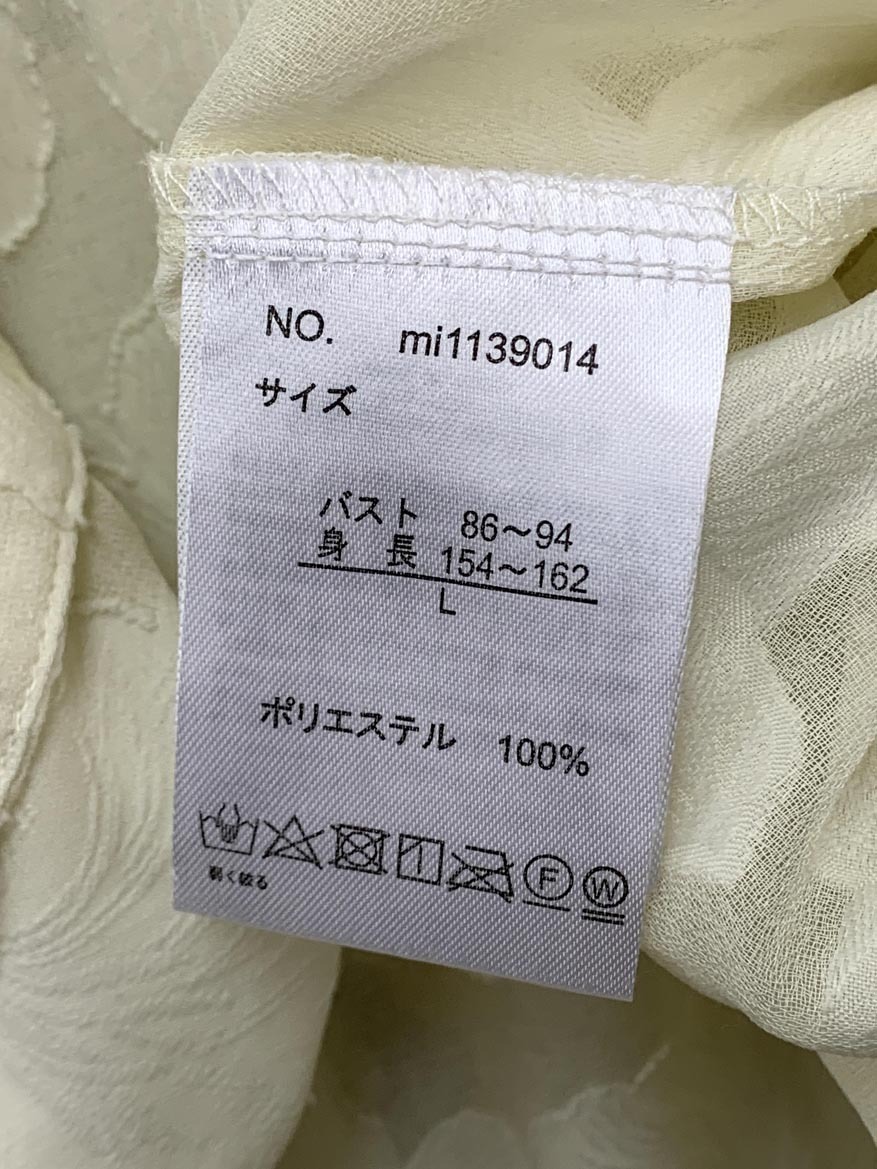 NO. mi1139014
サイズ
バスト 86～94
身 長 154～162
L
ポリエステル 100%
F W
軽く絞る